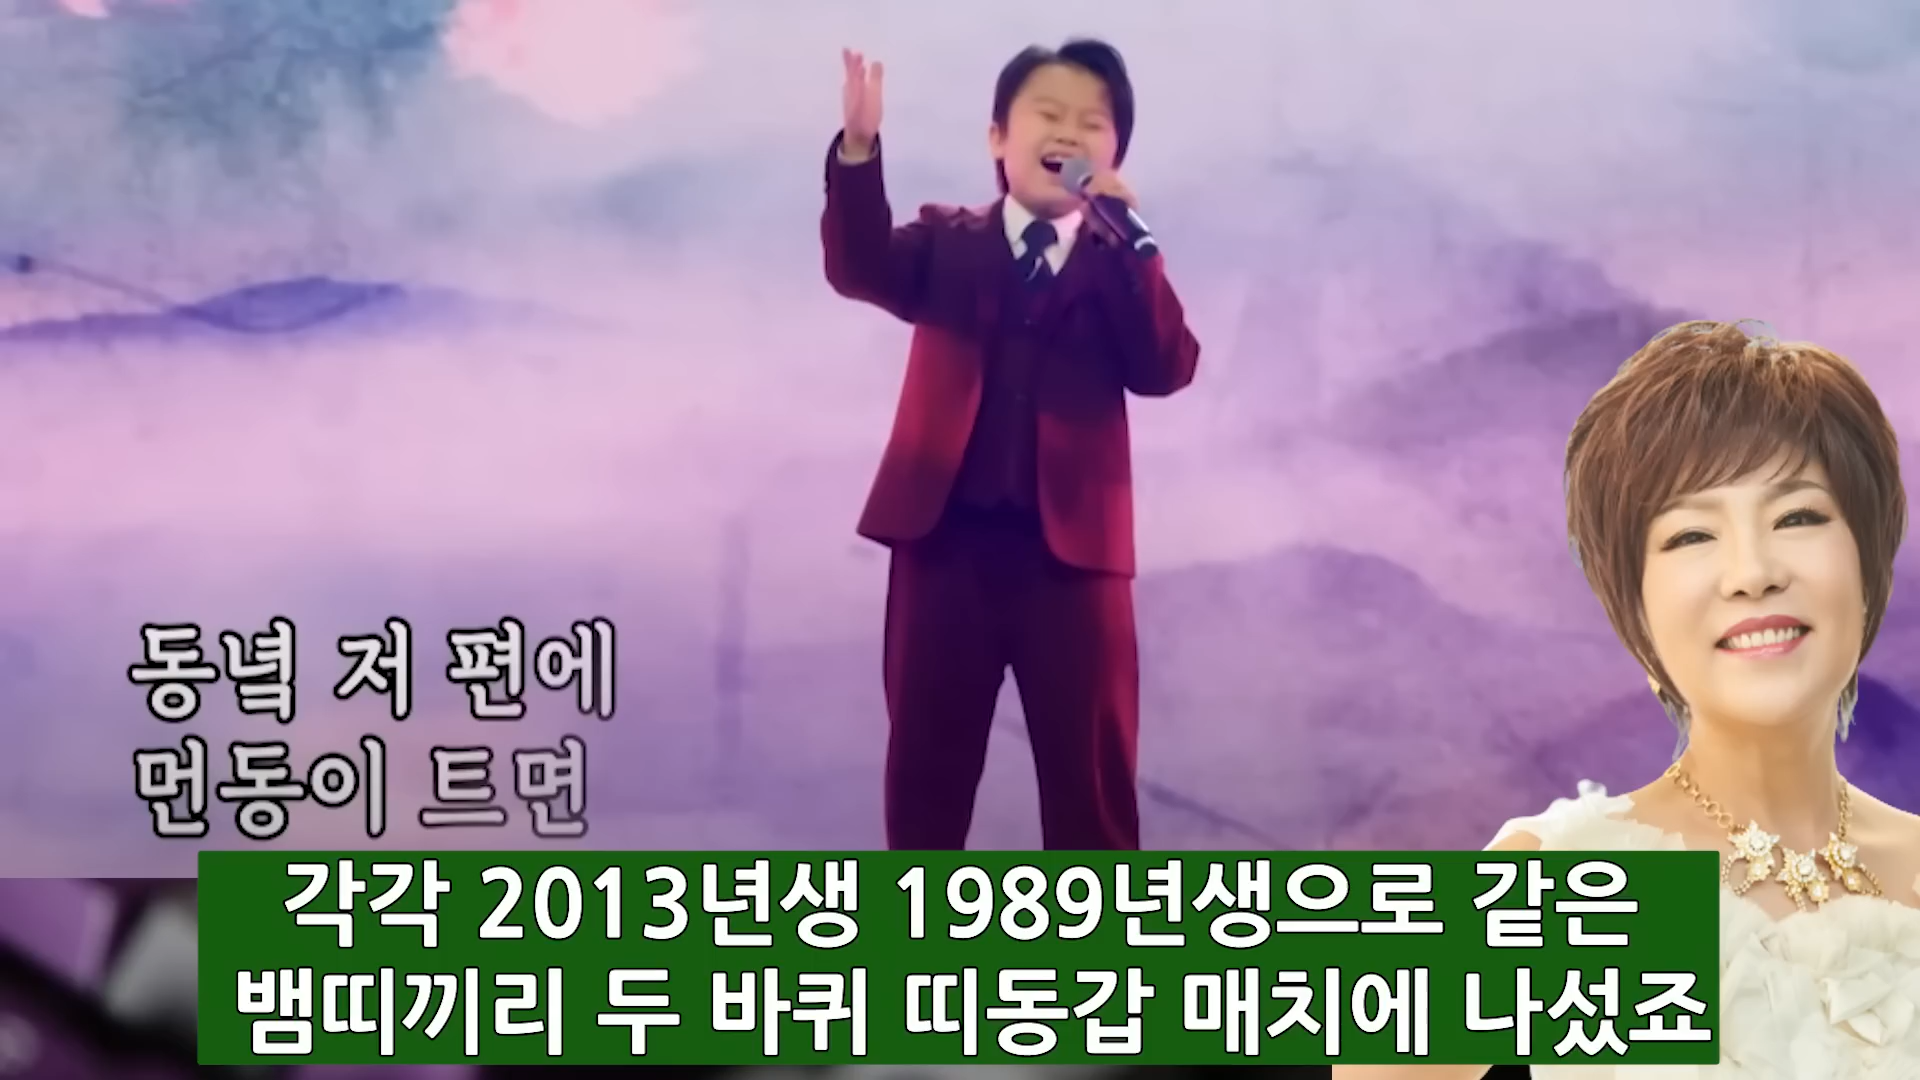 동녘 저 편에
먼동이 트면
각각 2013년생 1989년생으로 같은
뱀띠끼리 두 바퀴 띠동갑 매치에 나섰죠